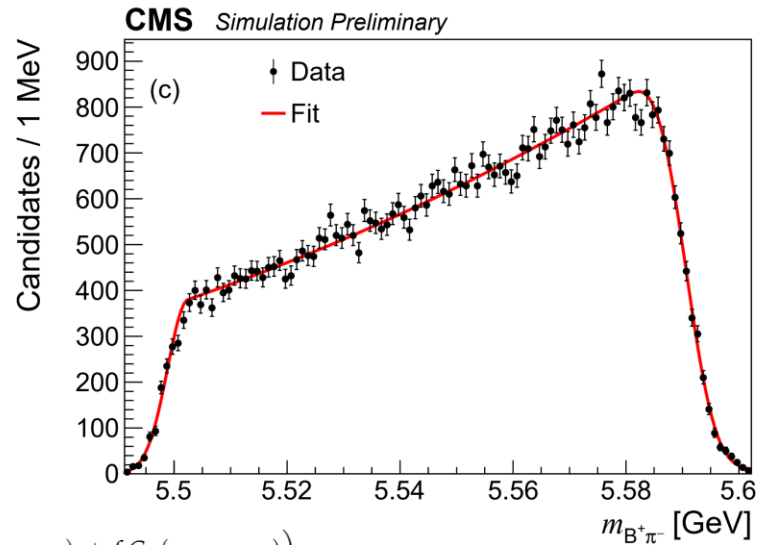 CMS Simulation Preliminary
(c)
Data
Fit
Candidates / 1 MeV
900
800
700
600
500
400
300
200
100
0
5.5 5.52 5.54 5.56 5.58 5.6
m_{B⁺π⁻} [GeV]